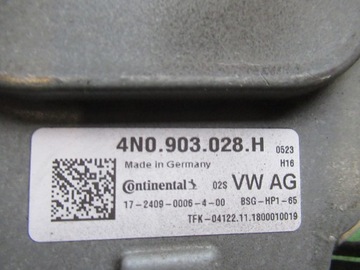 4N0.903.028.H 0523
Made in Germany H16
Continental 02S VW AG
17-2409-0006-4-00 BSG-HP1-65
TFK-04122.11.1800010019